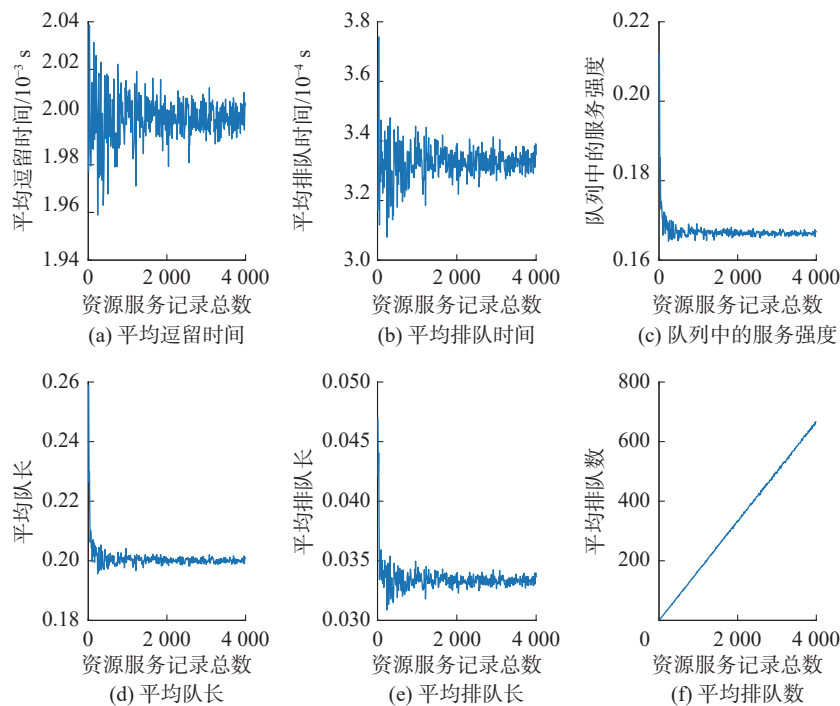 2.04
2.02
2.00
1.98
1.96
1.94
平均逗留时间/10⁻³ s
0 2 000 4 000
资源服务记录总数
(a) 平均逗留时间
3.8
3.6
3.4
3.2
3.0
平均排队时间/10⁻⁴ s
0 2 000 4 000
资源服务记录总数
(b) 平均排队时间
0.22
0.20
0.18
0.16
队列中的服务强度
0 2 000 4 000
资源服务记录总数
(c) 队列中的服务强度
0.26
0.24
0.22
0.20
0.18
平均队长
0 2 000 4 000
资源服务记录总数
(d) 平均队长
0.050
0.045
0.040
0.035
0.030
平均排队长
0 2 000 4 000
资源服务记录总数
(e) 平均排队长
800
600
400
200
平均排队数
0 2 000 4 000
资源服务记录总数
(f) 平均排队数